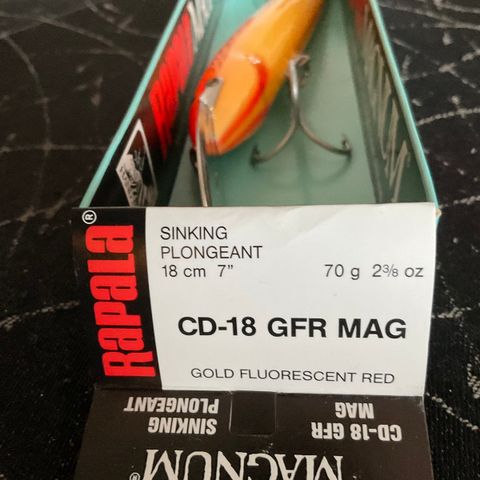 RAPALA®
SINKING
PLONGEANT
18 cm 7"
70 g 2⅜ oz
CD-18 GFR MAG
GOLD FLUORESCENT RED
SINKING
PLONGEANT
CD-18 GFR
MAG
MAGNUM®